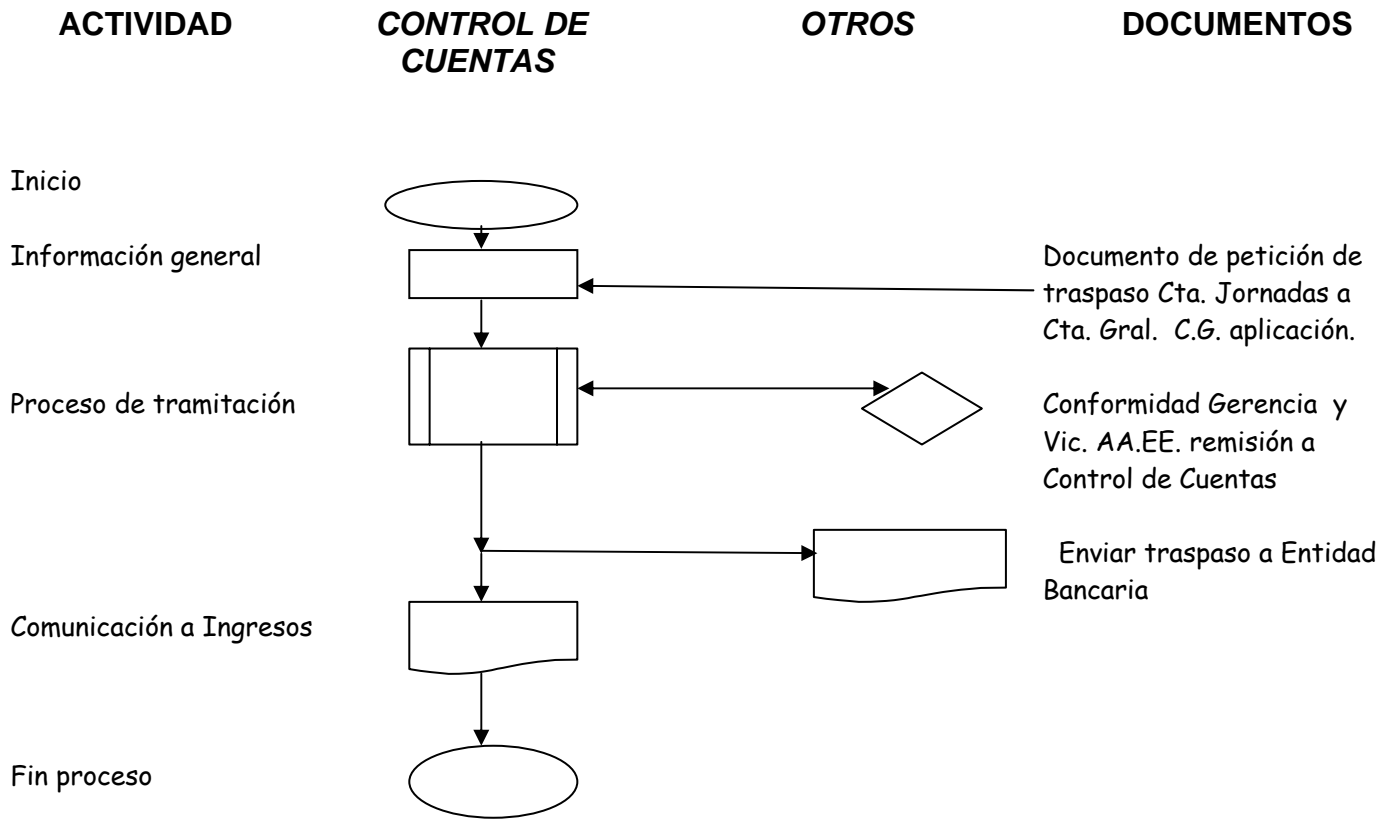 ACTIVIDAD
CONTROL DE
CUENTAS
OTROS
DOCUMENTOS
Inicio
Información general
Documento de petición de
traspaso Cta. Jornadas a
Cta. Gral. C.G. aplicación.
Proceso de tramitación
Conformidad Gerencia y
Vic. AA.EE. remisión a
Control de Cuentas
Enviar traspaso a Entidad
Bancaria
Comunicación a Ingresos
Fin proceso